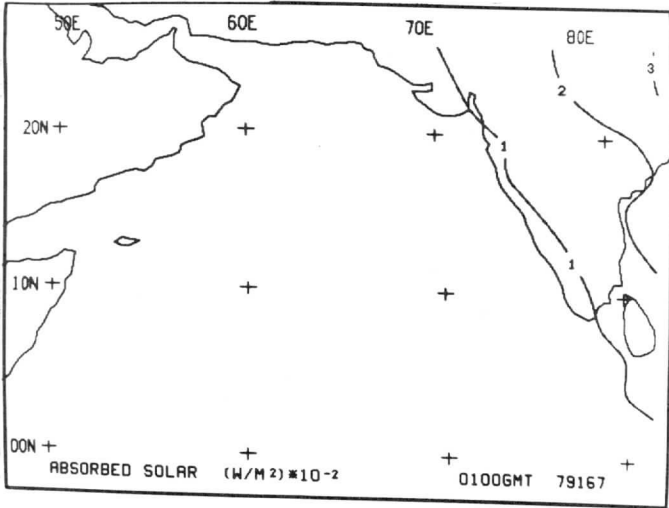 50E 60E 70E 80E
3
2
20N
1
1
10N
00N
ABSORBED SOLAR (W/M²)*10-2 0100GMT 79167